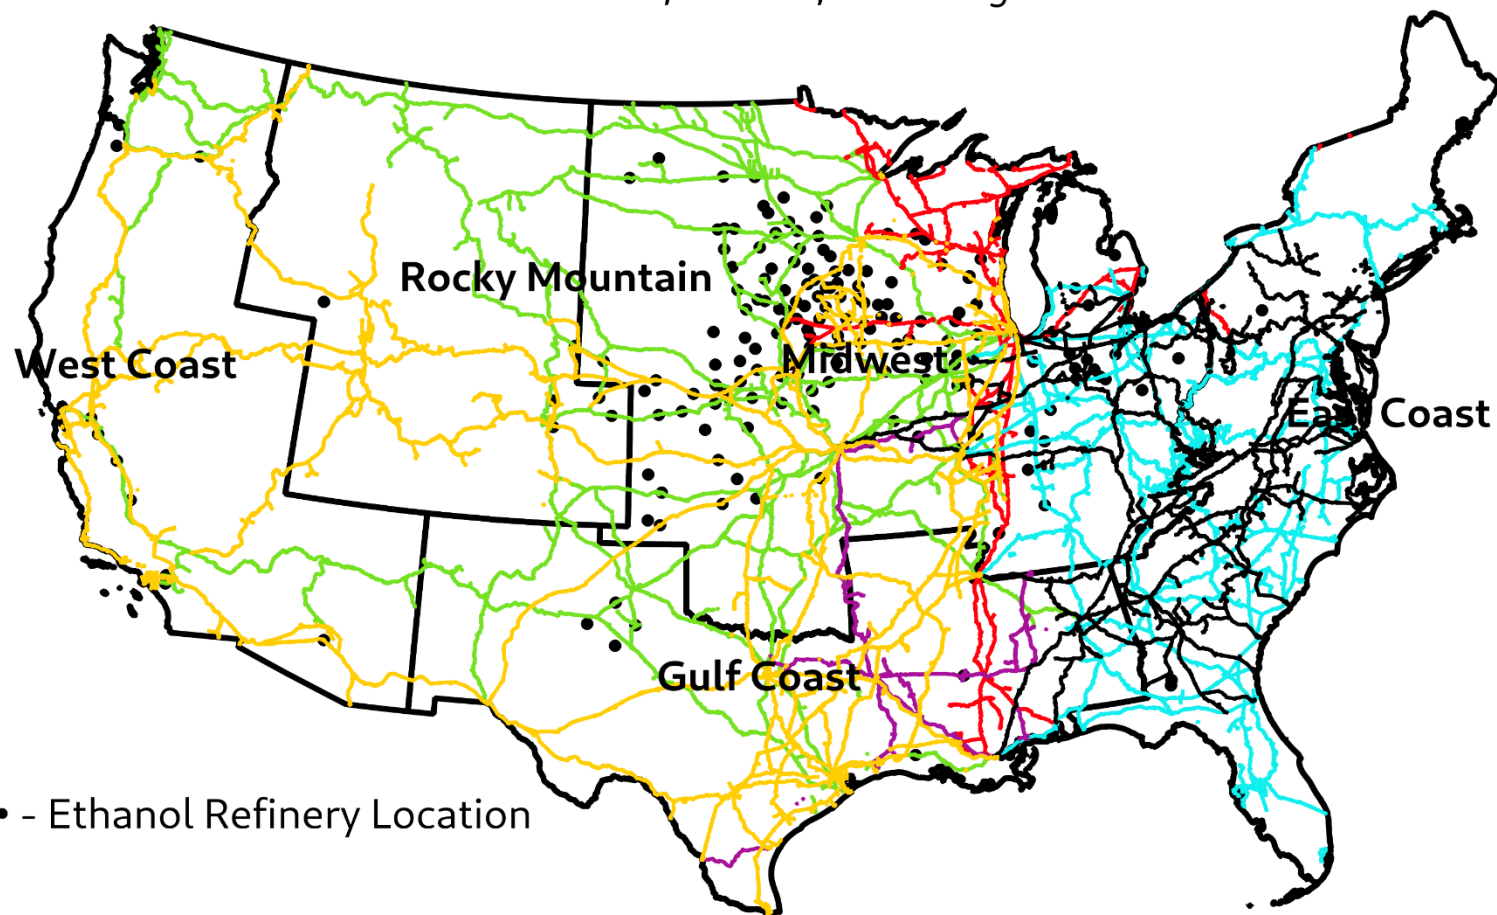 Rocky Mountain
West Coast
Midwest
East Coast
Gulf Coast
• - Ethanol Refinery Location